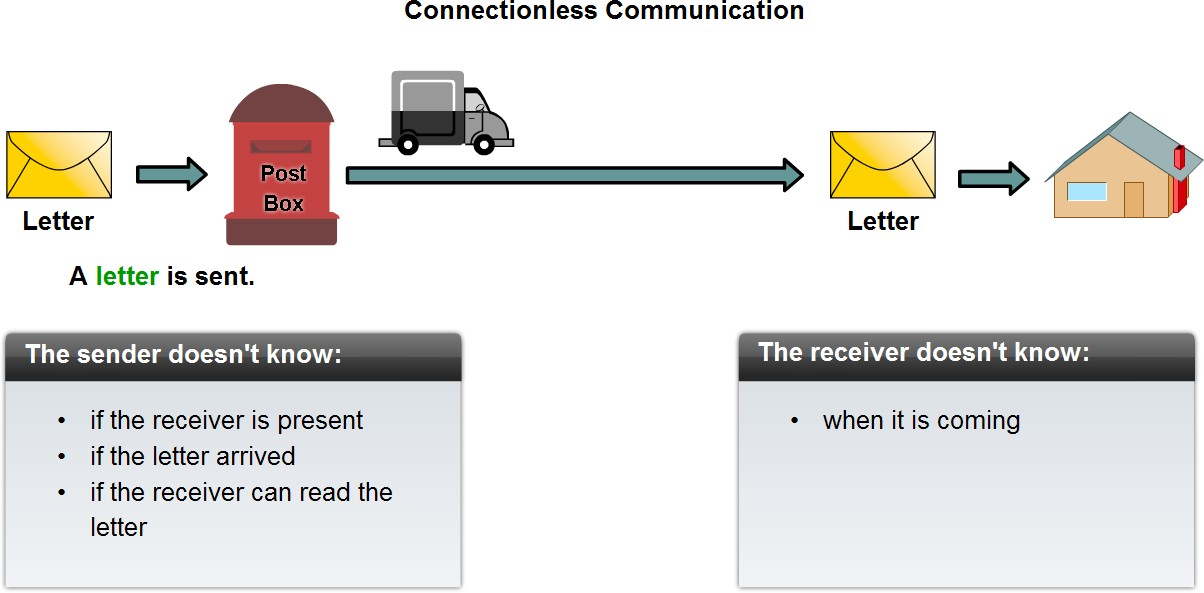 Connectionless Communication
Post
Box
Letter
Letter
A letter is sent.
The sender doesn't know:
• if the receiver is present
• if the letter arrived
• if the receiver can read the
letter
The receiver doesn't know:
• when it is coming